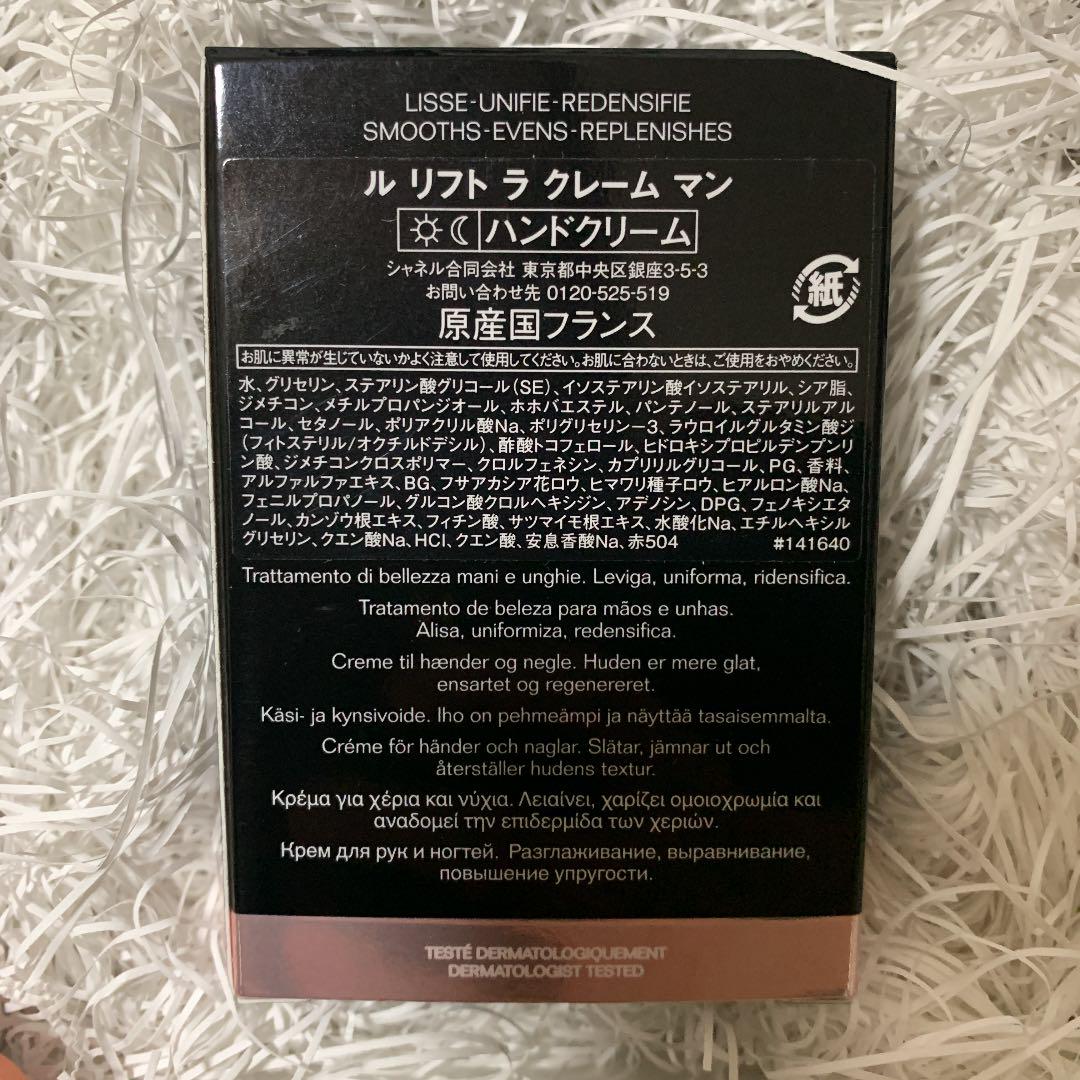 LISSE-UNIFIE-REDENSIFIE
SMOOTHS-EVENS-REPLENISHES
ル リフト ラ クレーム マン
ハンドクリーム
シャネル合同会社 東京都中央区銀座3-5-3
お問い合わせ先 0120-525-519
紙
原産国フランス
お肌に異常が生じていないかよく注意して使用してください。お肌に合わないときは、ご使用をおやめください。
水、グリセリン、ステアリン酸グリコール(SE)、イソステアリン酸イソステアリル、シア脂、
ジメチコン、メチルプロパンジオール、ホホバエステル、パンテノール、ステアリルアル
コール、セタノール、ポリアクリル酸Na、ポリグリセリン-3、ラウロイルグルタミン酸ジ
(フィトステリル/オクチルドデシル)、酢酸トコフェロール、ヒドロキシプロピルデンプンリ
ン酸、ジメチコンクロスポリマー、クロルフェネシン、カプリリルグリコール、PG、香料、
アルファルファエキス、BG、フサアカシア花ロウ、ヒマワリ種子ロウ、ヒアルロン酸Na、
フェニルプロパノール、グルコン酸クロルヘキシジン、アデノシン、DPG、フェノキシエタ
ノール、カンゾウ根エキス、フィチン酸、サツマイモ根エキス、水酸化Na、エチルヘキシル
グリセリン、クエン酸Na、HCl、クエン酸、安息香酸Na、赤504 #141640
Trattamento di bellezza mani e unghie. Leviga, uniforma, ridensifica.
Tratamento de beleza para mãos e unhas.
Alisa, uniformiza, redensifica.
Creme til hænder og negle. Huden er mere glat,
ensartet og regenereret.
Käsi- ja kynsivoide. Iho on pehmeämpi ja näyttää tasaisemmalta.
Créme för händer och naglar. Slätar, jämnar ut och
återställer hudens textur.
Κρέμα για χέρια και νύχια. Λειαίνει, χαρίζει ομοιοχρωμία και
αναδομεί την επιδερμίδα των χεριών.
Крем для рук и ногтей. Разглаживание, выравнивание,
повышение упругости.
TESTÉ DERMATOLOGIQUEMENT
DERMATOLOGIST TESTED